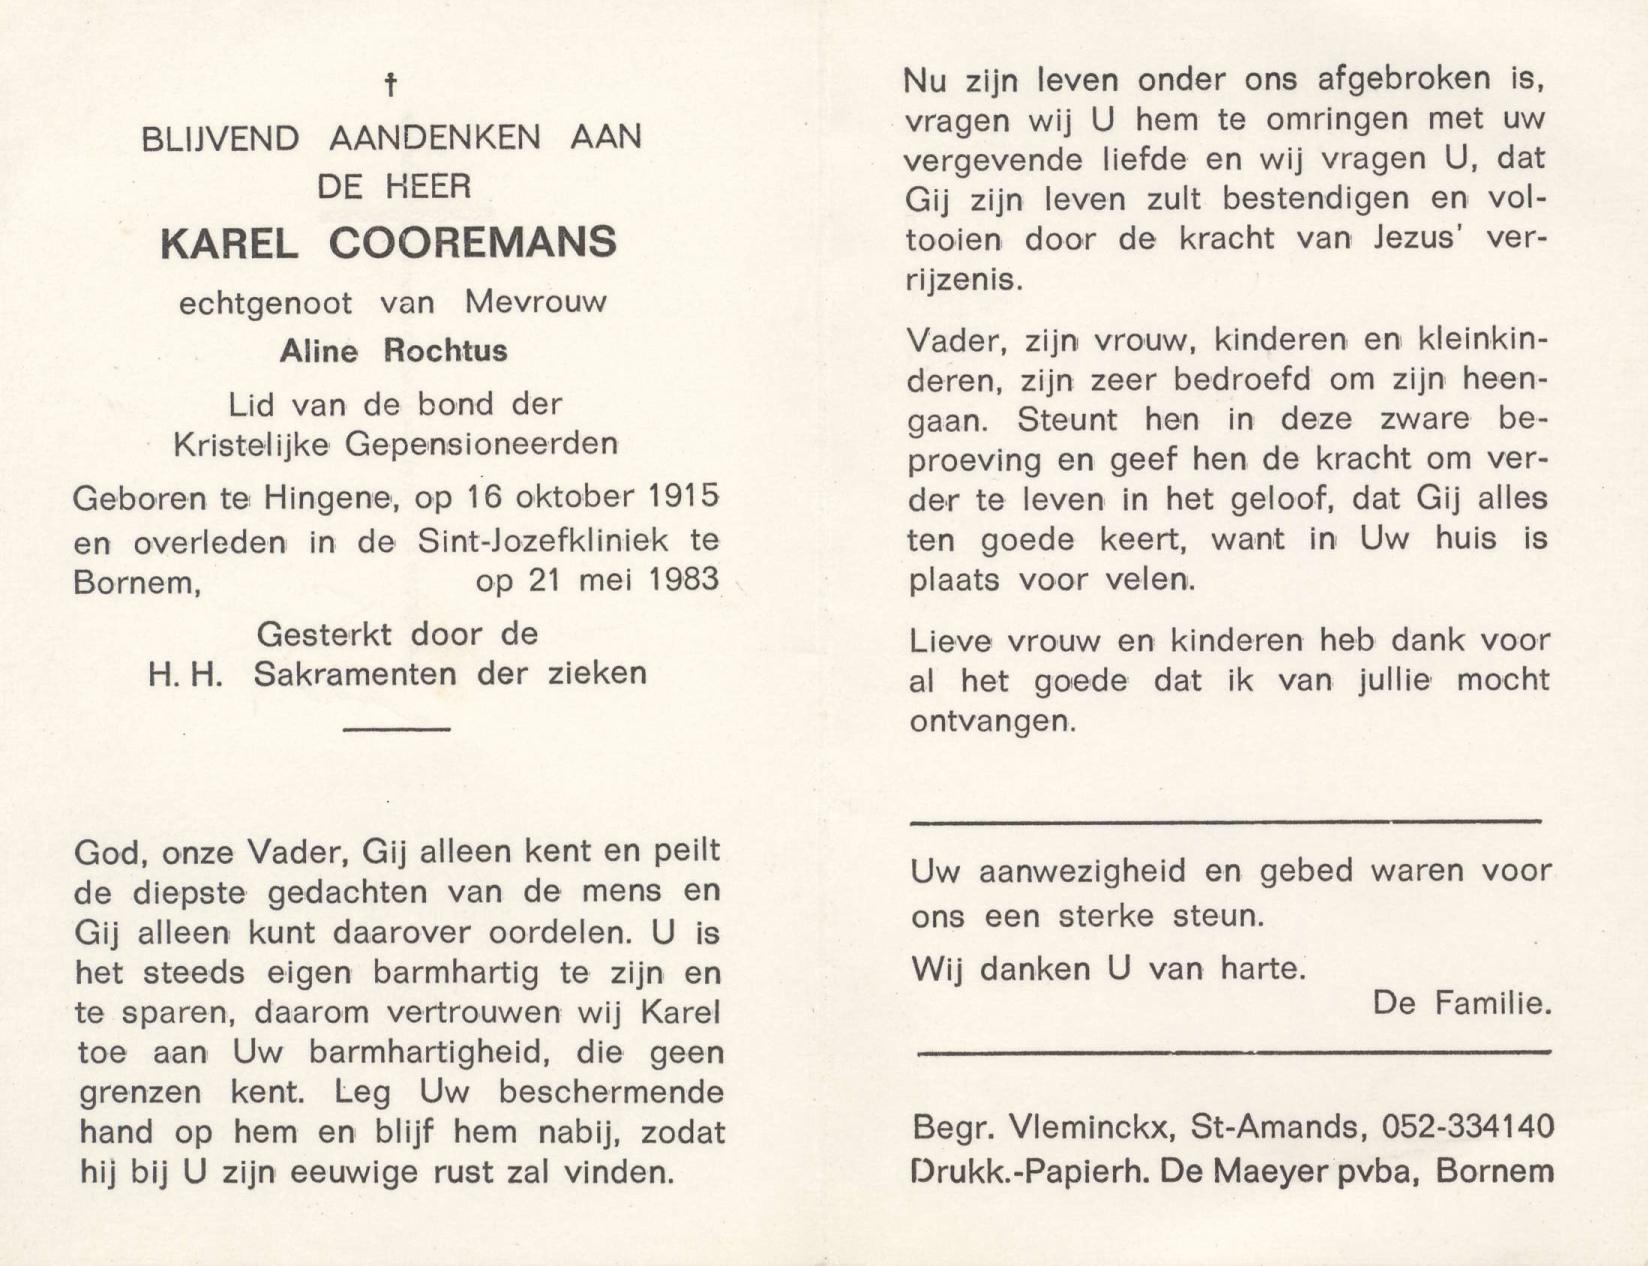 †
BLIJVEND AANDENKEN AAN
DE HEER
KAREL COOREMANS
echtgenoot van Mevrouw
Aline Rochtus
Lid van de bond der
Kristelijke Gepensioneerden
Geboren te Hingene, op 16 oktober 1915
en overleden in de Sint-Jozefkliniek te
Bornem, op 21 mei 1983
Gesterkt door de
H. H. Sakramenten der zieken
God, onze Vader, Gij alleen kent en peilt
de diepste gedachten van de mens en
Gij alleen kunt daarover oordelen. U is
het steeds eigen barmhartig te zijn en
te sparen, daarom vertrouwen wij Karel
toe aan Uw barmhartigheid, die geen
grenzen kent. Leg Uw beschermende
hand op hem en blijf hem nabij, zodat
hij bij U zijn eeuwige rust zal vinden.
Nu zijn leven onder ons afgebroken is,
vragen wij U hem te omringen met uw
vergevende liefde en wij vragen U, dat
Gij zijn leven zult bestendigen en vol-
tooien door de kracht van Jezus' ver-
rijzenis.
Vader, zijn vrouw, kinderen en kleinkin-
deren, zijn zeer bedroefd om zijn heen-
gaan. Steunt hen in deze zware be-
proeving en geef hen de kracht om ver-
der te leven in het geloof, dat Gij alles
ten goede keert, want in Uw huis is
plaats voor velen.
Lieve vrouw en kinderen heb dank voor
al het goede dat ik van jullie mocht
ontvangen.
Uw aanwezigheid en gebed waren voor
ons een sterke steun.
Wij danken U van harte.
De Familie.
Begr. Vleminckx, St-Amands, 052-334140
Drukk.-Papierh. De Maeyer pvba, Bornem